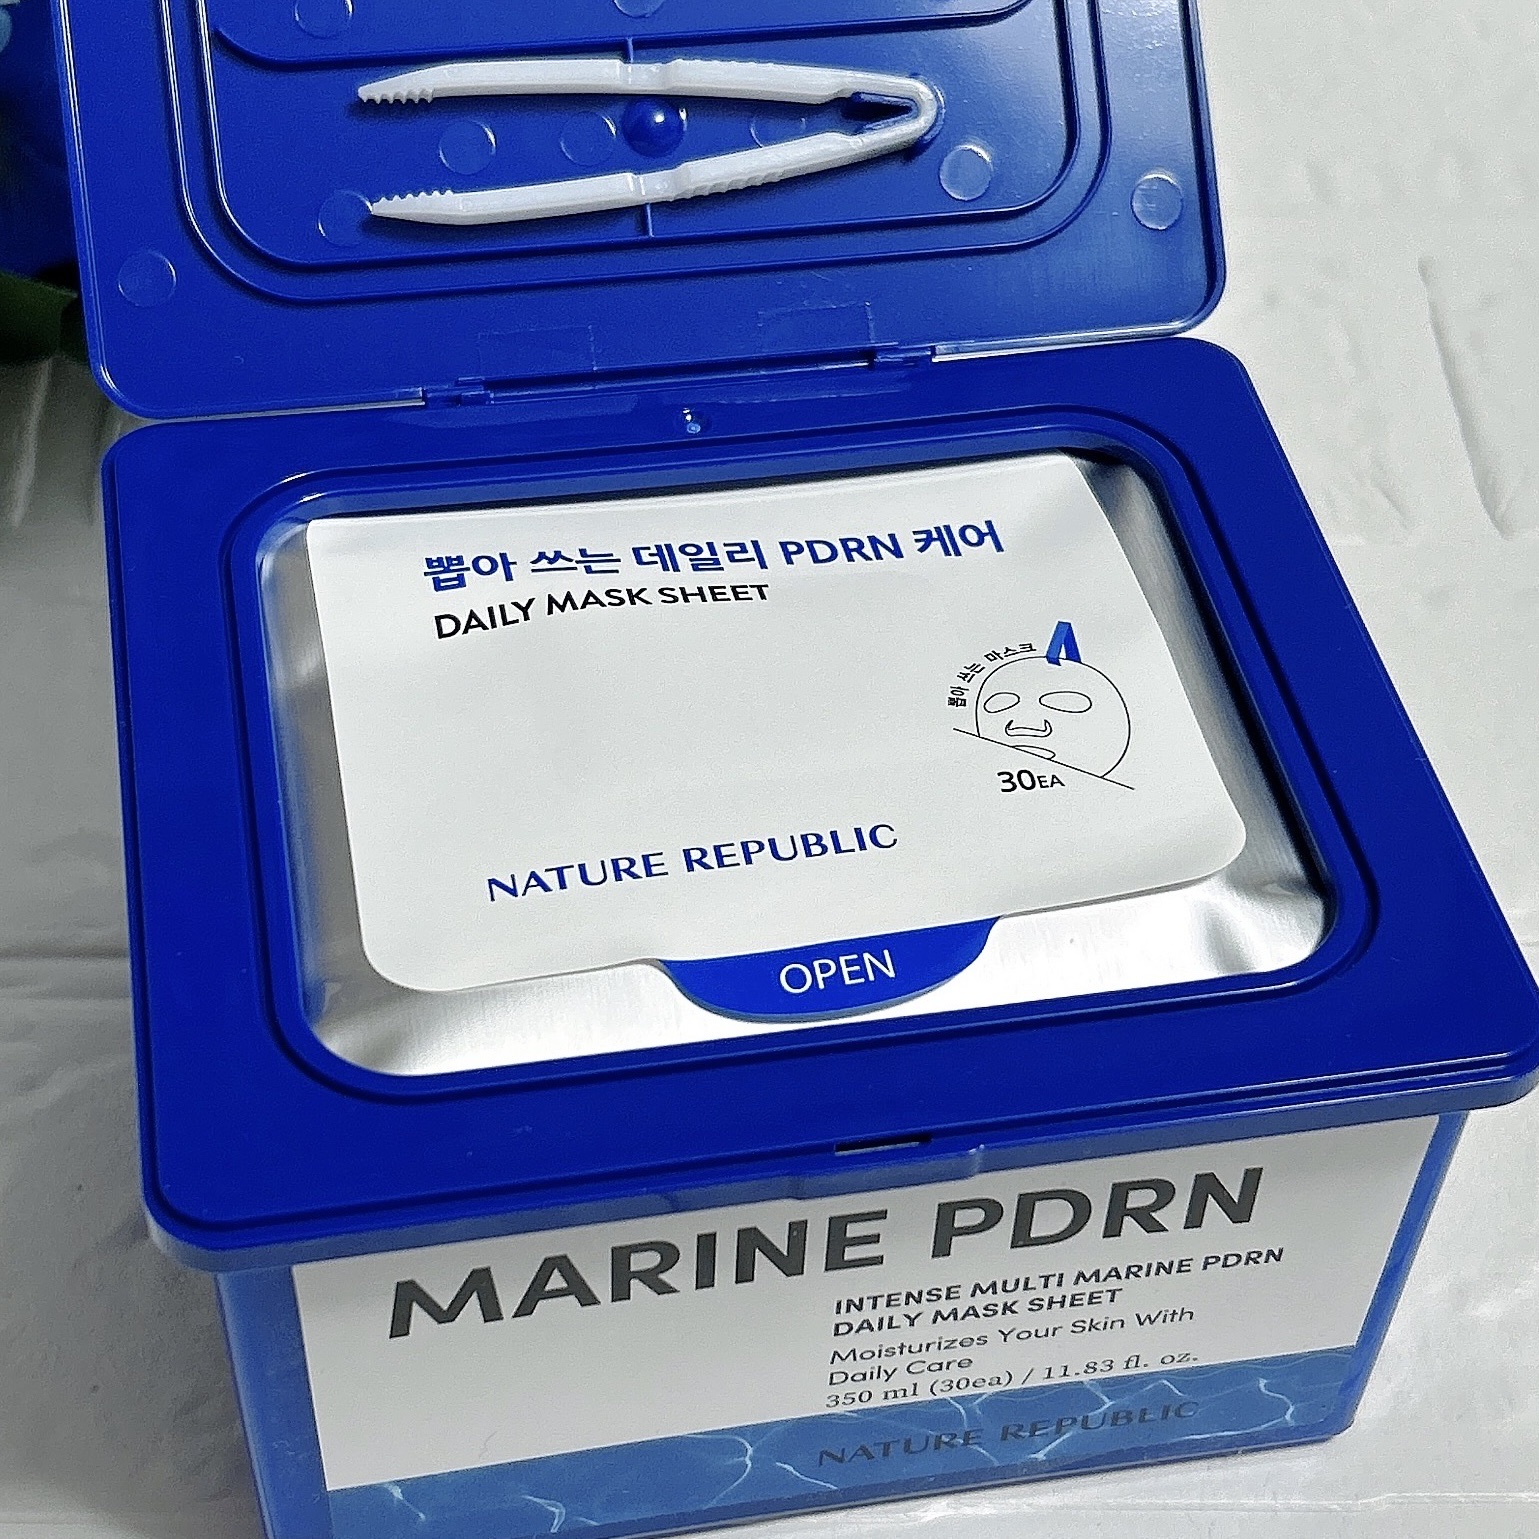 뽑아 쓰는 데일리 PDRN 케어
DAILY MASK SHEET
뽑아 쓰는 마스크
30EA
NATURE REPUBLIC
OPEN
MARINE PDRN
INTENSE MULTI MARINE PDRN
DAILY MASK SHEET
Moisturizes Your Skin With
Daily Care
350 ml (30ea) / 11.83 fl. oz.
NATURE REPUBLIC